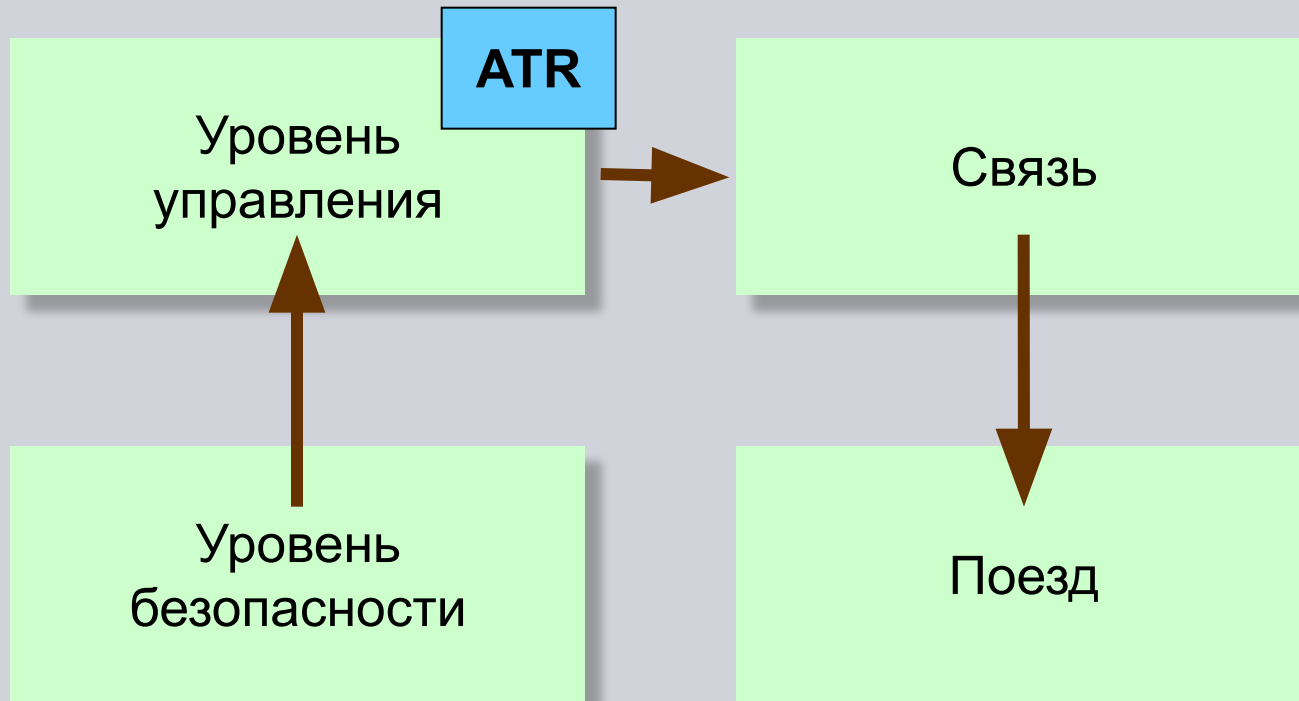 ATR
Уровень
управления
Связь
Уровень
безопасности
Поезд